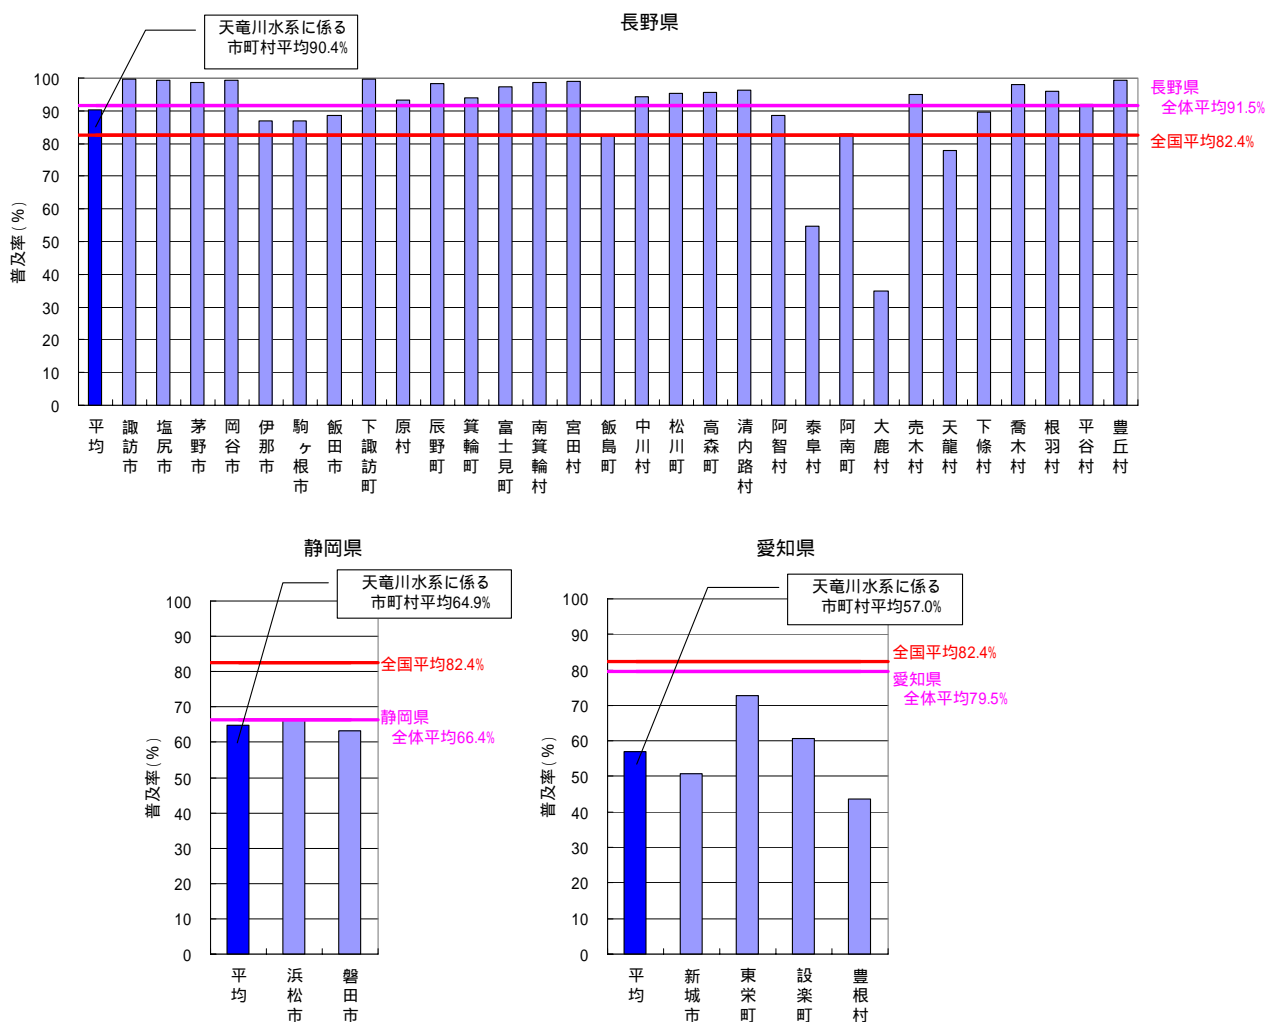 長野県
天竜川水系に係る
市町村平均90.4%
普及率(%)
100
90
80
70
60
50
40
30
20
10
0
長野県
全体平均91.5%
全国平均82.4%
平均
諏訪市
塩尻市
茅野市
岡谷市
伊那市
駒ヶ根市
飯田市
下諏訪町
原村
辰野町
箕輪町
富士見町
南箕輪村
宮田村
飯島町
中川村
松川町
高森町
清内路村
阿智村
泰阜村
阿南町
大鹿村
売木村
天龍村
下條村
喬木村
根羽村
平谷村
豊丘村
静岡県
天竜川水系に係る
市町村平均64.9%
普及率(%)
100
90
80
70
60
50
40
30
20
10
0
全国平均82.4%
静岡県
全体平均66.4%
平均
浜松市
磐田市
愛知県
天竜川水系に係る
市町村平均57.0%
普及率(%)
100
90
80
70
60
50
40
30
20
10
0
全国平均82.4%
愛知県
全体平均79.5%
平均
新城市
東栄町
設楽町
豊根村